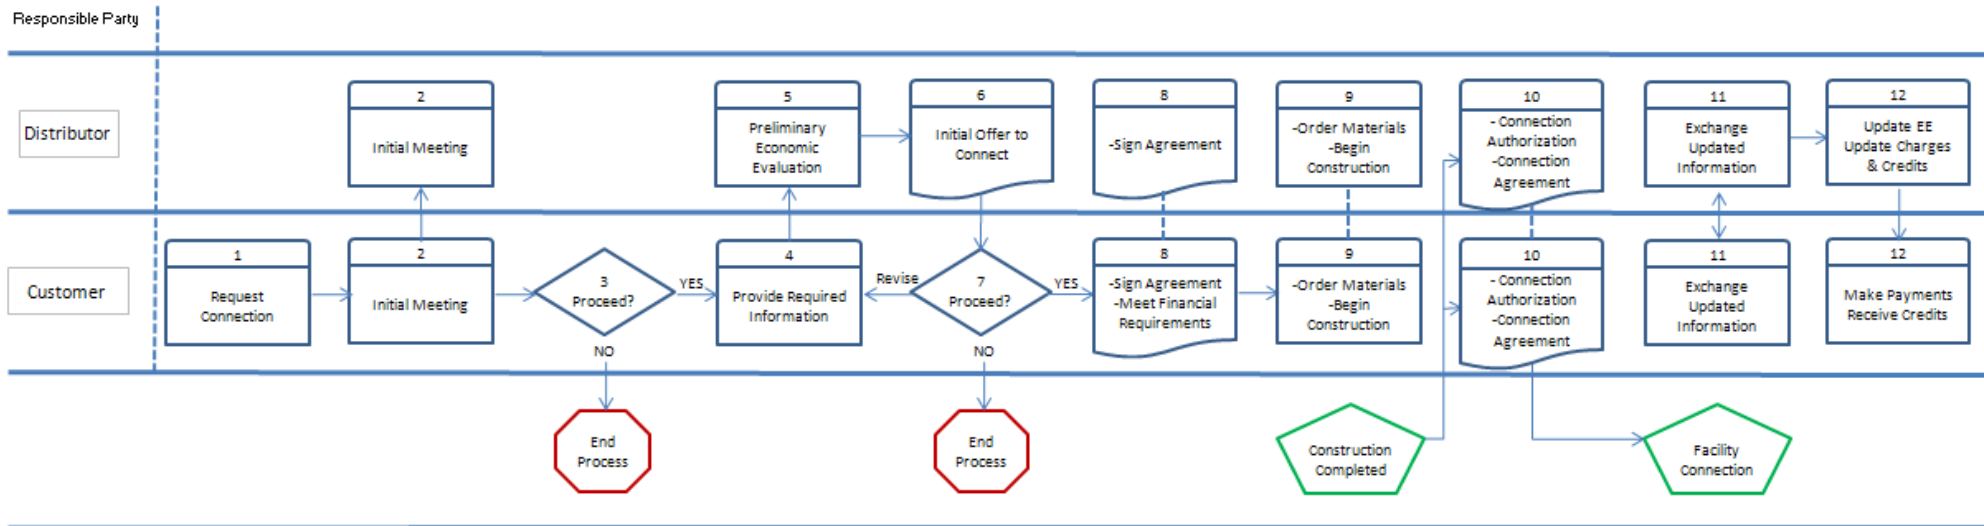 Responsible Party
Distributor
2
Initial Meeting
5
Preliminary
Economic
Evaluation
6
Initial Offer to
Connect
8
-Sign Agreement
9
-Order Materials
-Begin
Construction
10
- Connection
Authorization
-Connection
Agreement
11
Exchange
Updated
Information
12
Update EE
Update Charges
& Credits
Customer
1
Request
Connection
2
Initial Meeting
3
Proceed?
YES
NO
4
Provide Required
Information
Revise
7
Proceed?
YES
NO
8
-Sign Agreement
-Meet Financial
Requirements
9
-Order Materials
-Begin
Construction
10
- Connection
Authorization
-Connection
Agreement
11
Exchange
Updated
Information
12
Make Payments
Receive Credits
End
Process
End
Process
Construction
Completed
Facility
Connection